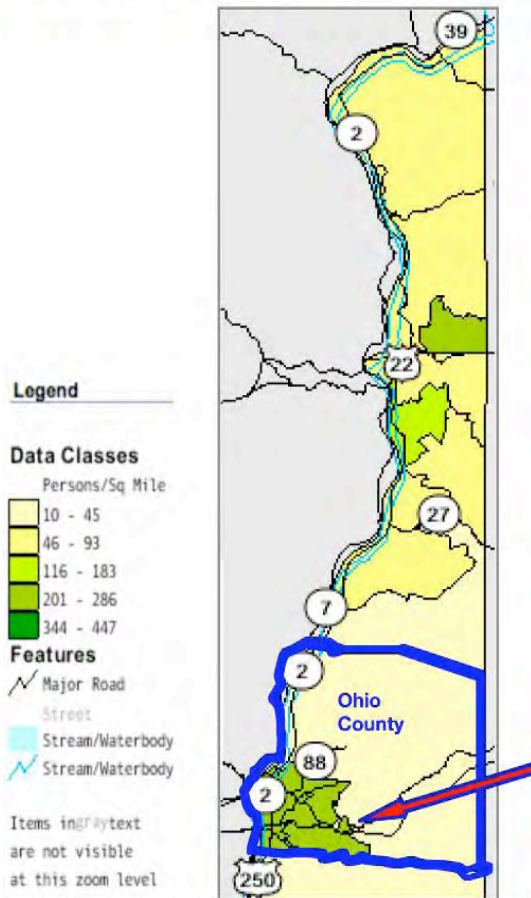 39
2
22
Legend
Data Classes
Persons/Sq Mile
10 - 45
46 - 93
116 - 183
201 - 286
344 - 447
27
7
Features
Major Road
Street
Stream/Waterbody
Stream/Waterbody
Items in gray text
are not visible
at this zoom level
2
Ohio
County
88
2
250